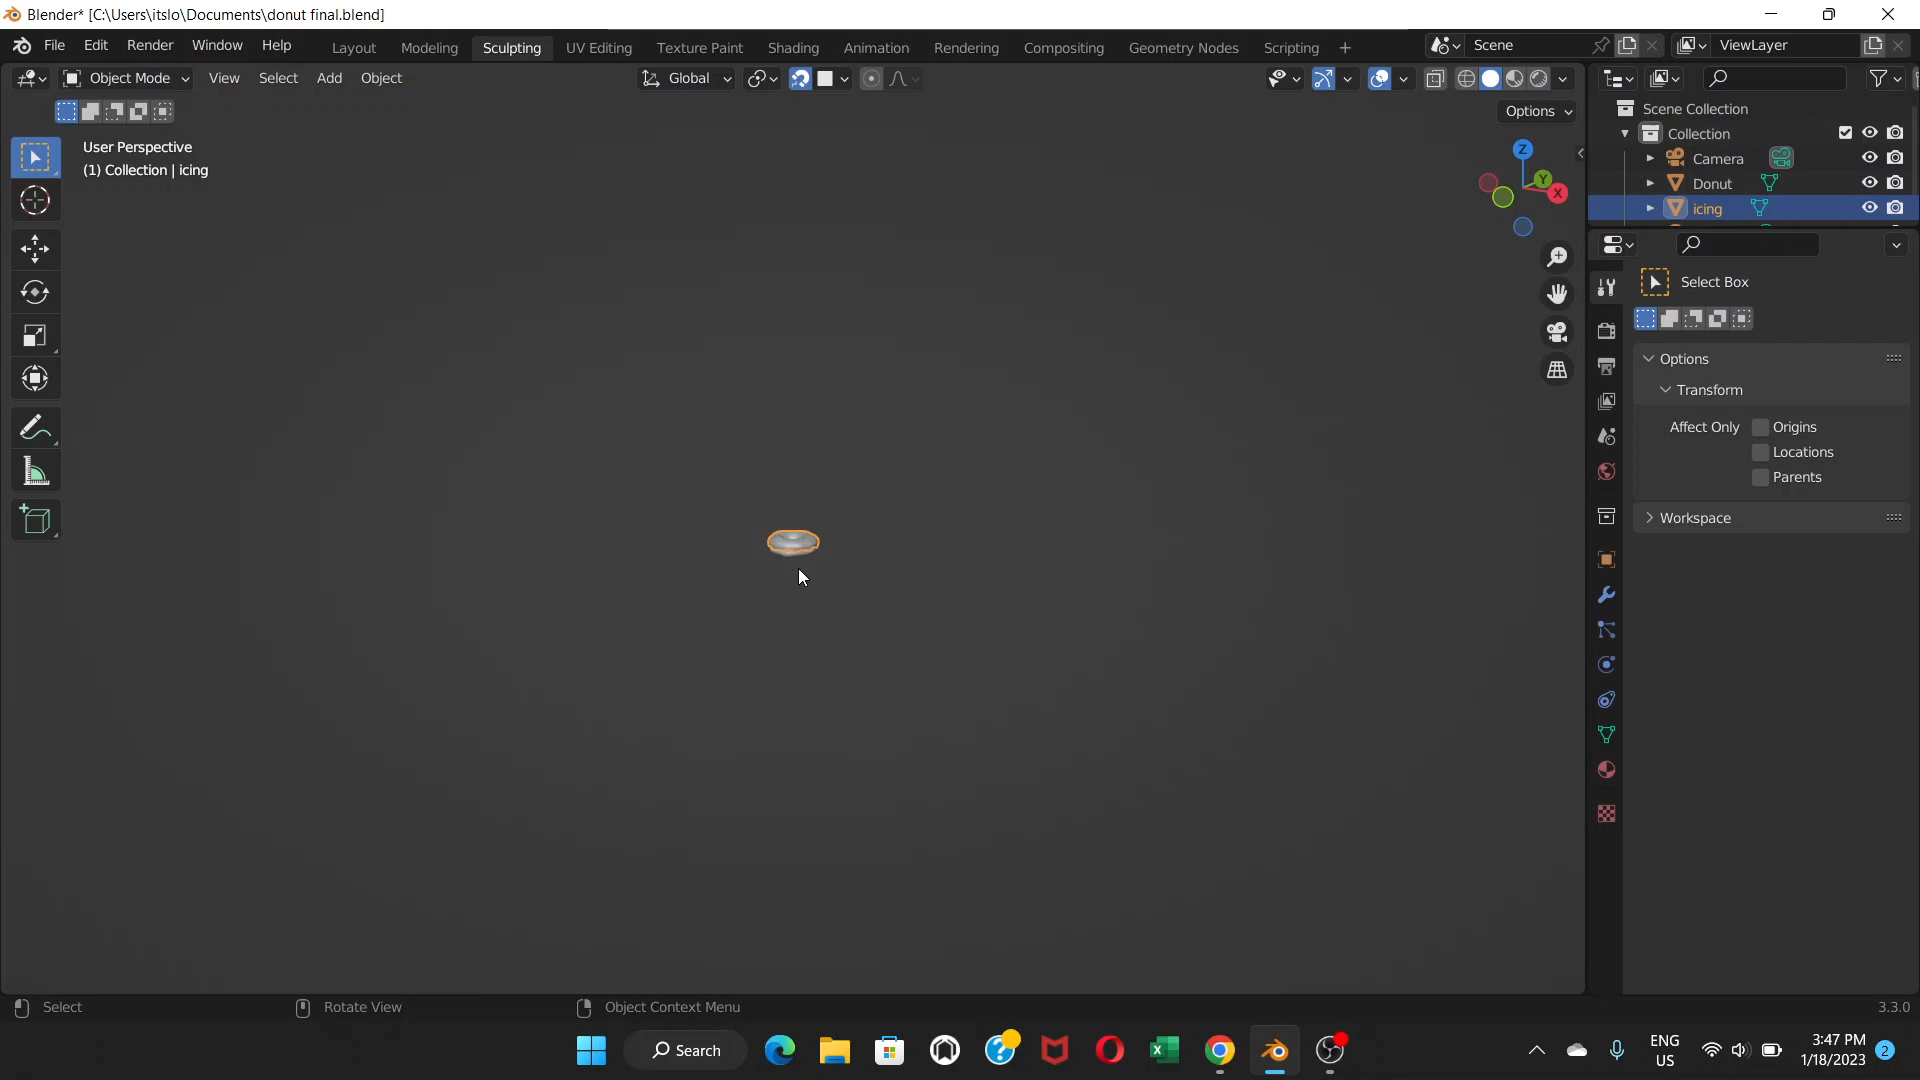 Blender* [C:\Users\itslo\Documents\donut final.blend]
File Edit Render Window Help Layout Modeling Sculpting UV Editing Texture Paint Shading Animation Rendering Compositing Geometry Nodes Scripting + Scene ViewLayer
Object Mode View Select Add Object Global
Options
User Perspective
(1) Collection | icing
Z
Y
X
Scene Collection
Collection
Camera
Donut
icing
Select Box
Options
Transform
Affect Only Origins
Locations
Parents
Workspace
Select Rotate View Object Context Menu 3.3.0
Search
ENG
US
3:47 PM
1/18/2023
2